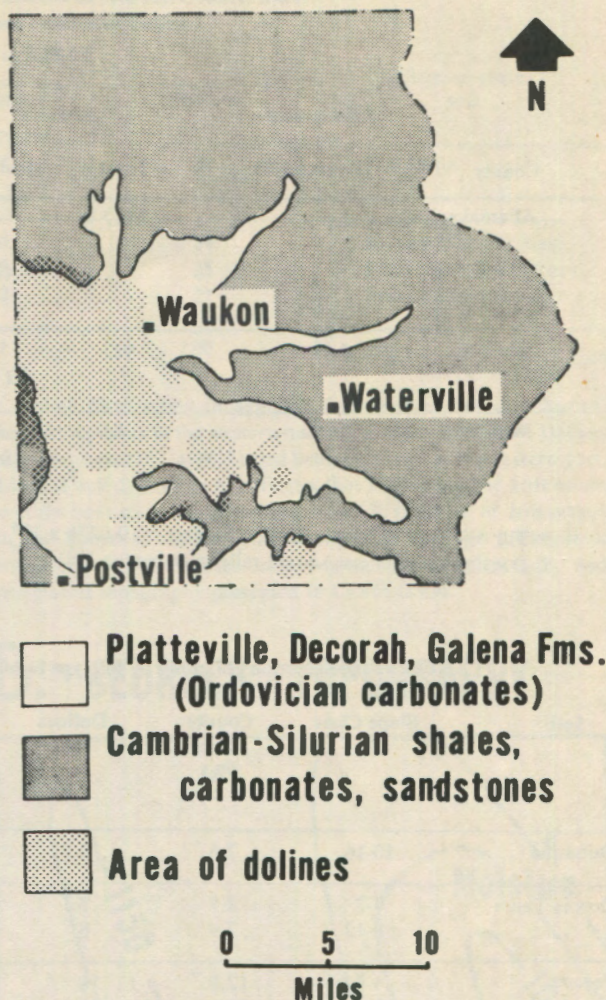 N
Waukon
Waterville
Postville
Platteville, Decorah, Galena Fms.
(Ordovician carbonates)
Cambrian-Silurian shales,
carbonates, sandstones
Area of dolines
0 5 10
Miles